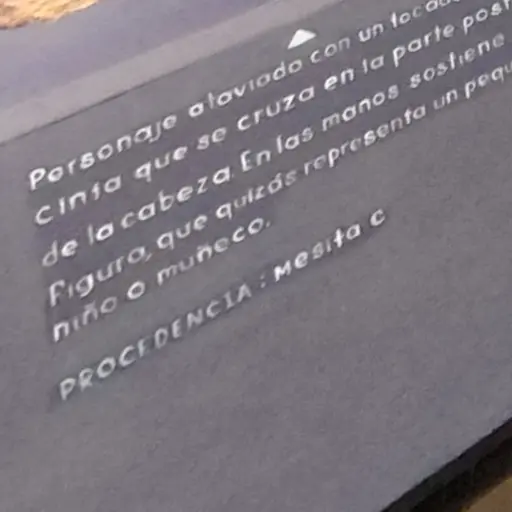 Personaje ataviado con un
cinta que se cruza en la parte
de la cabeza. En las manos sostiene
Figura, que quizás representa un
niño o muñeco.
PROCEDENCIA: Mesita C